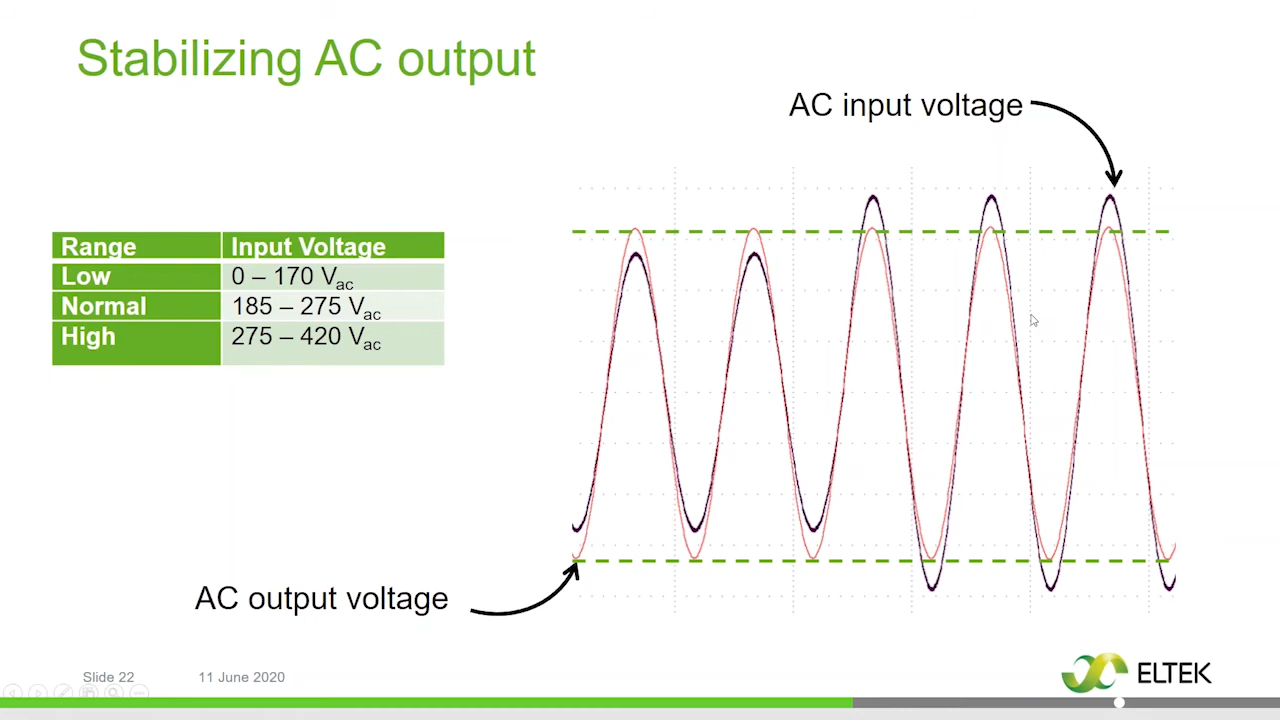 Stabilizing AC output
AC input voltage
Range Input Voltage
Low 0 – 170 Vac
Normal 185 – 275 Vac
High 275 – 420 Vac
AC output voltage
Slide 22 11 June 2020
ELTEK